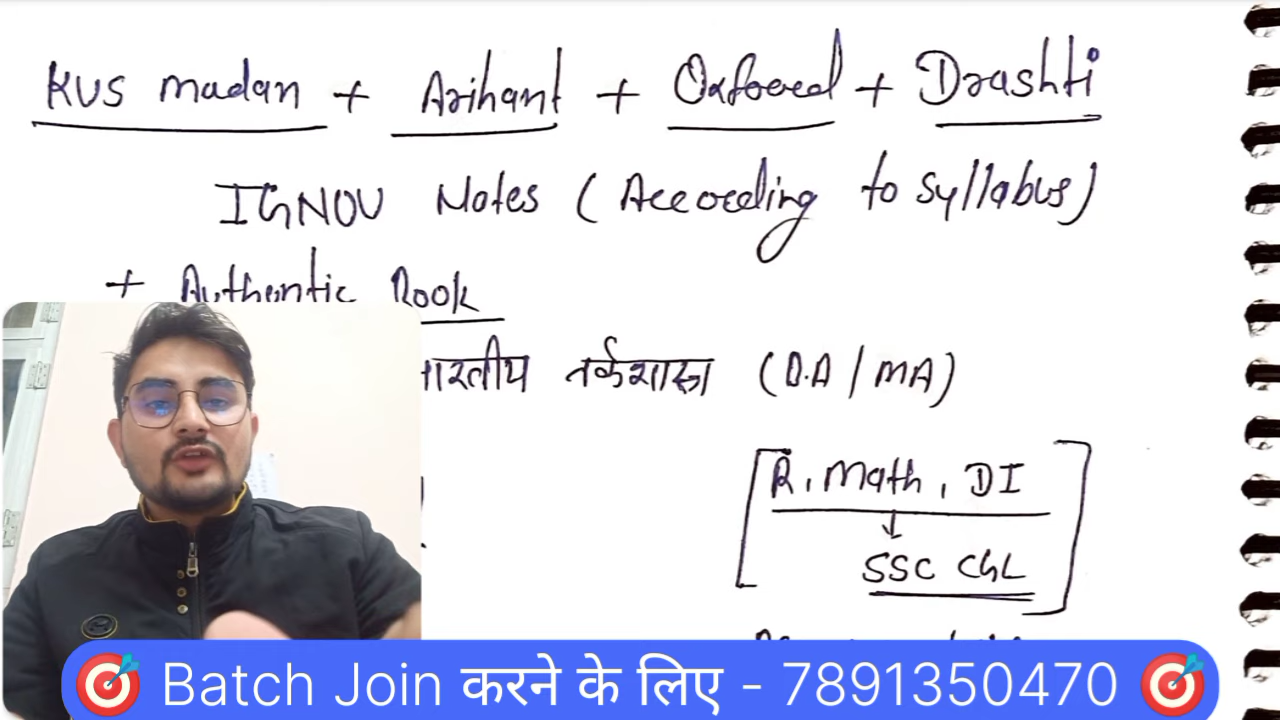 KVS madan + Arihant + Oxford + Drashti
IGNOU Notes (According to syllabus)
+ Authentic Book
भारतीय तर्कशास्त्र (B.A / MA)
R, Math, DI
SSC CGL
🎯 Batch Join करने के लिए - 7891350470 🎯